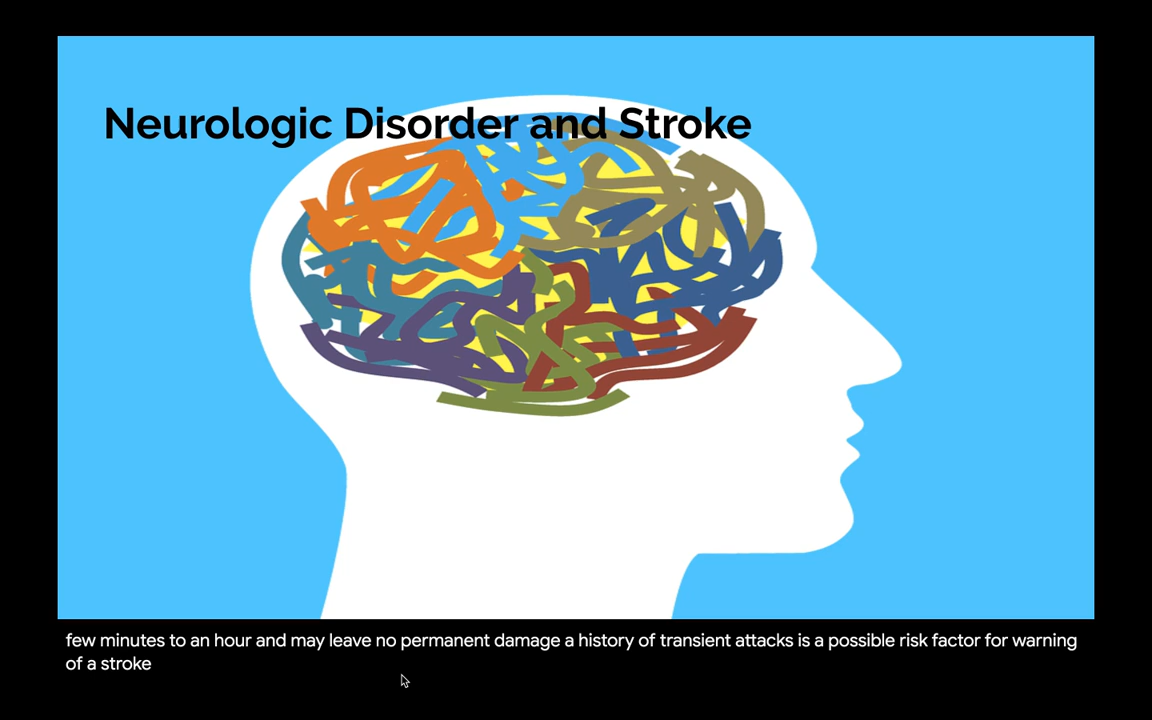 Neurologic Disorder and Stroke
few minutes to an hour and may leave no permanent damage a history of transient attacks is a possible risk factor for warning
of a stroke